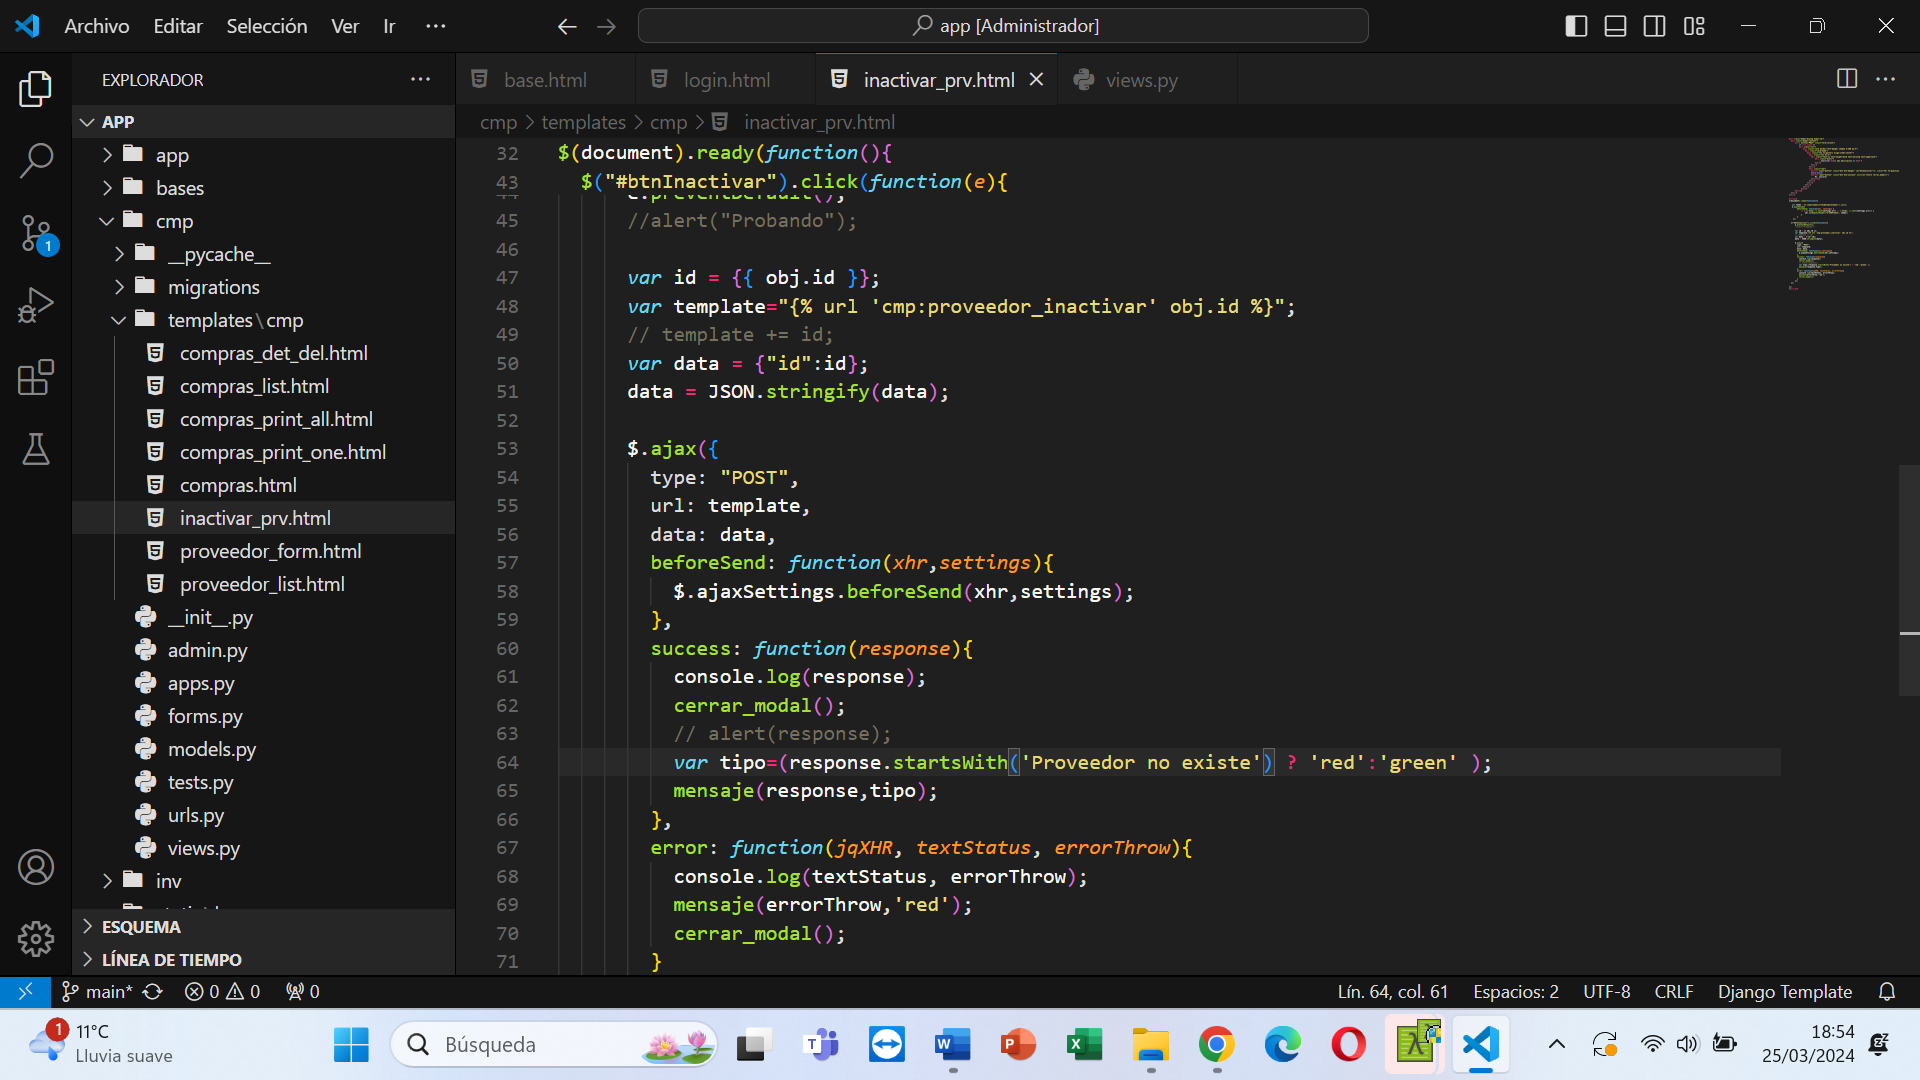 Archivo Editar Selección Ver Ir ···
app [Administrador]
EXPLORADOR
base.html
login.html
inactivar_prv.html
views.py
APP
cmp > templates > cmp > inactivar_prv.html
app
bases
cmp
__pycache__
migrations
templates\cmp
compras_det_del.html
compras_list.html
compras_print_all.html
compras_print_one.html
compras.html
inactivar_prv.html
proveedor_form.html
proveedor_list.html
__init__.py
admin.py
apps.py
forms.py
models.py
tests.py
urls.py
views.py
inv
ESQUEMA
LÍNEA DE TIEMPO
1
32 $(document).ready(function(){
43 $("#btnInactivar").click(function(e){
44 e.preventDefault();
45 //alert("Probando");
46
47 var id = {{ obj.id }};
48 var template="{% url 'cmp:proveedor_inactivar' obj.id %}";
49 // template += id;
50 var data = {"id":id};
51 data = JSON.stringify(data);
52
53 $.ajax({
54 type: "POST",
55 url: template,
56 data: data,
57 beforeSend: function(xhr,settings){
58 $.ajaxSettings.beforeSend(xhr,settings);
59 },
60 success: function(response){
61 console.log(response);
62 cerrar_modal();
63 // alert(response);
64 var tipo=(response.startsWith('Proveedor no existe') ? 'red':'green' );
65 mensaje(response,tipo);
66 },
67 error: function(jqXHR, textStatus, errorThrow){
68 console.log(textStatus, errorThrow);
69 mensaje(errorThrow,'red');
70 cerrar_modal();
71 }
main* 0 0 0
Lín. 64, col. 61 Espacios: 2 UTF-8 CRLF Django Template
1
11°C
Lluvia suave
Búsqueda
18:54
25/03/2024